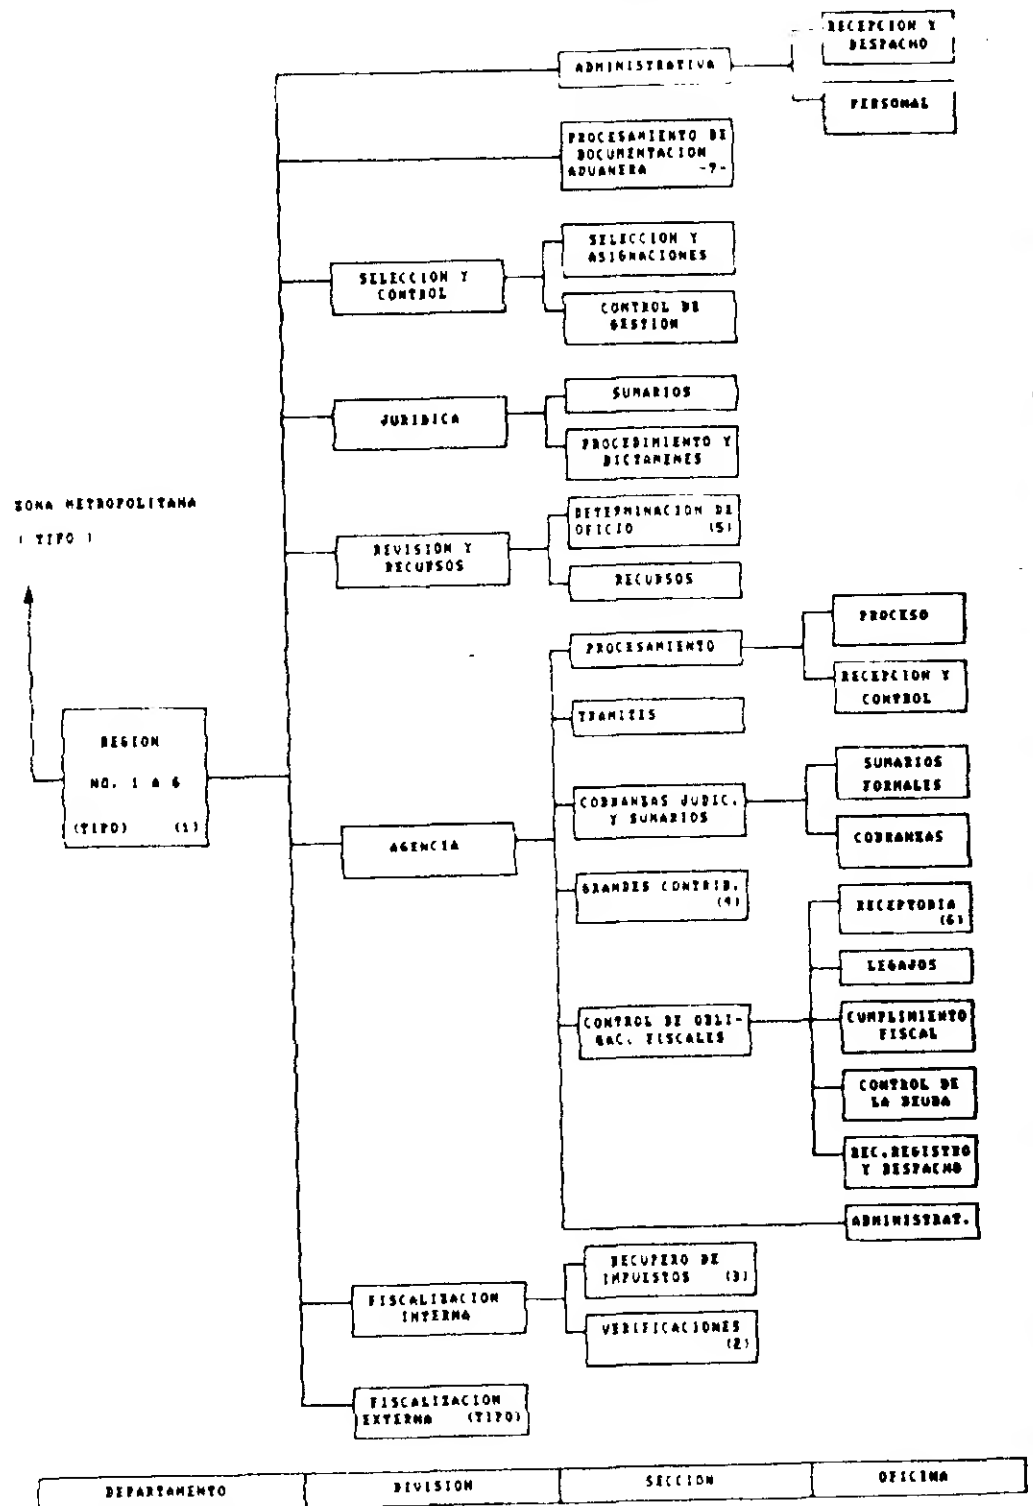 RECEPCION Y
DESPACHO
ADMINISTRATIVA
PERSONAL
PROCESAMIENTO DE
DOCUMENTACION
ADUANERA -7-
SELECCION Y
ASIGNACIONES
SELECCION Y
CONTROL
CONTROL DE
GESTION
SUMARIOS
JURIDICA
PROCEDIMIENTO Y
DICTAMENES
ZONA METROPOLITANA
( TIPO )
DETERMINACION DE
OFICIO (5)
REVISION Y
RECURSOS
RECURSOS
PROCESO
PROCESAMIENTO
RECEPCION Y
CONTROL
TRAMITES
REGION
NO. 1 A 6
(TIPO) (1)
SUMARIOS
FORMALES
COBRANZAS JUDIC.
Y SUMARIOS
COBRANZAS
AGENCIA
GRANDES CONTRIB.
(4)
RECEPTORIA
(6)
LEGAJOS
CONTROL DE OBLI-
GAC. FISCALES
CUMPLIMIENTO
FISCAL
CONTROL DE
LA DEUDA
REC.REGISTRO
Y DESPACHO
ADMINISTRAT.
RECUPERO DE
IMPUESTOS (3)
FISCALIZACION
INTERNA
VERIFICACIONES
(2)
FISCALIZACION
EXTERNA (TIPO)
DEPARTAMENTO DIVISION SECCION OFICINA